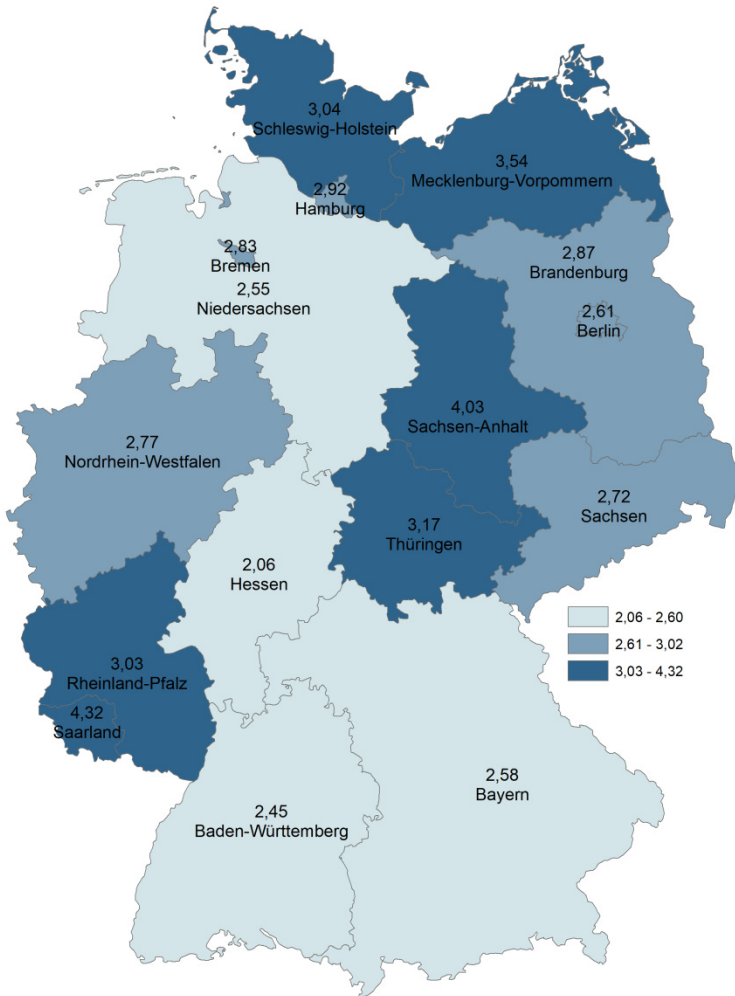 3,04
Schleswig-Holstein
3,54
Mecklenburg-Vorpommern
2,92
Hamburg
2,83
Bremen
2,87
Brandenburg
2,55
Niedersachsen
2,61
Berlin
4,03
Sachsen-Anhalt
2,77
Nordrhein-Westfalen
2,72
Sachsen
3,17
Thüringen
2,06
Hessen
2,06 - 2,60
2,61 - 3,02
3,03 - 4,32
3,03
Rheinland-Pfalz
4,32
Saarland
2,58
Bayern
2,45
Baden-Württemberg